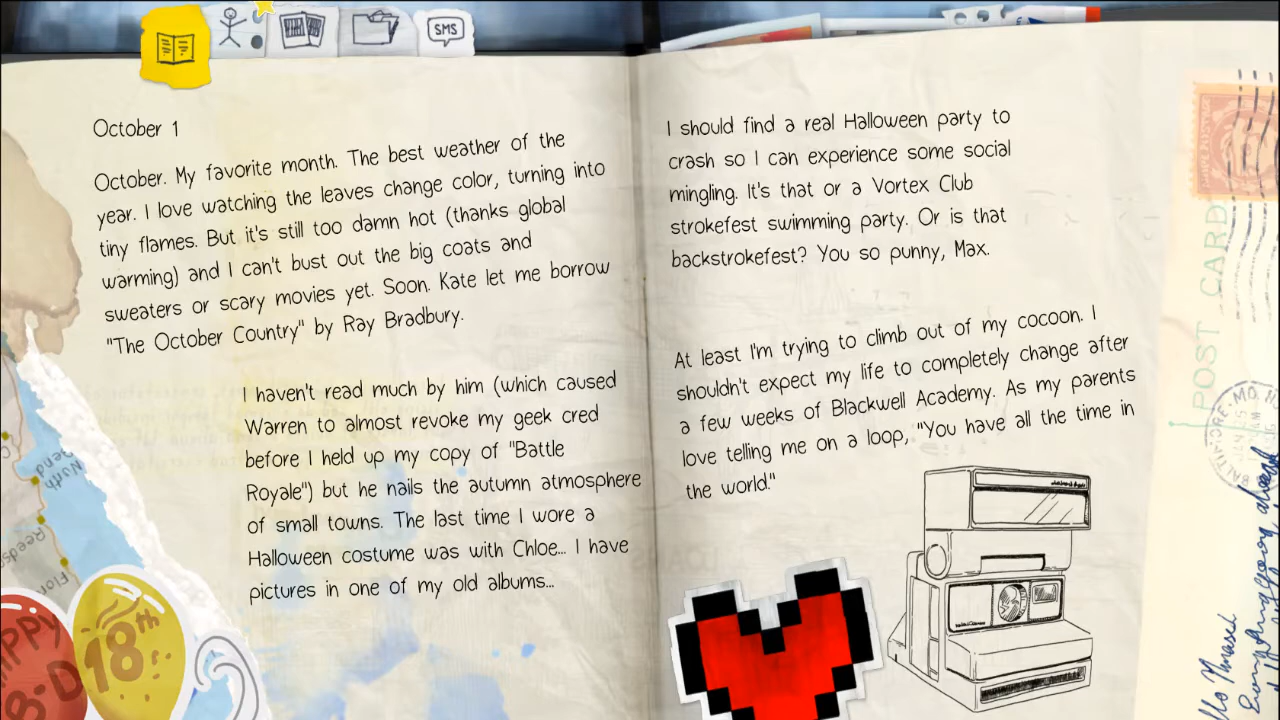 SMS
October 1
October. My favorite month. The best weather of the
year. I love watching the leaves change color, turning into
tiny flames. But it's still too damn hot (thanks global
warming) and I can't bust out the big coats and
sweaters or scary movies yet. Soon. Kate let me borrow
"The October Country" by Ray Bradbury.
I haven't read much by him (which caused
Warren to almost revoke my geek cred
before I held up my copy of "Battle
Royale") but he nails the autumn atmosphere
of small towns. The last time I wore a
Halloween costume was with Chloe... I have
pictures in one of my old albums...
HAPPY
B-D
18th
North
Bend
I should find a real Halloween party to
crash so I can experience some social
mingling. It's that or a Vortex Club
strokefest swimming party. Or is that
backstrokefest? You so punny, Max.
At least I'm trying to climb out of my cocoon. I
shouldn't expect my life to completely change after
a few weeks of Blackwell Academy. As my parents
love telling me on a loop, "You have all the time in
the world."
POST CARD